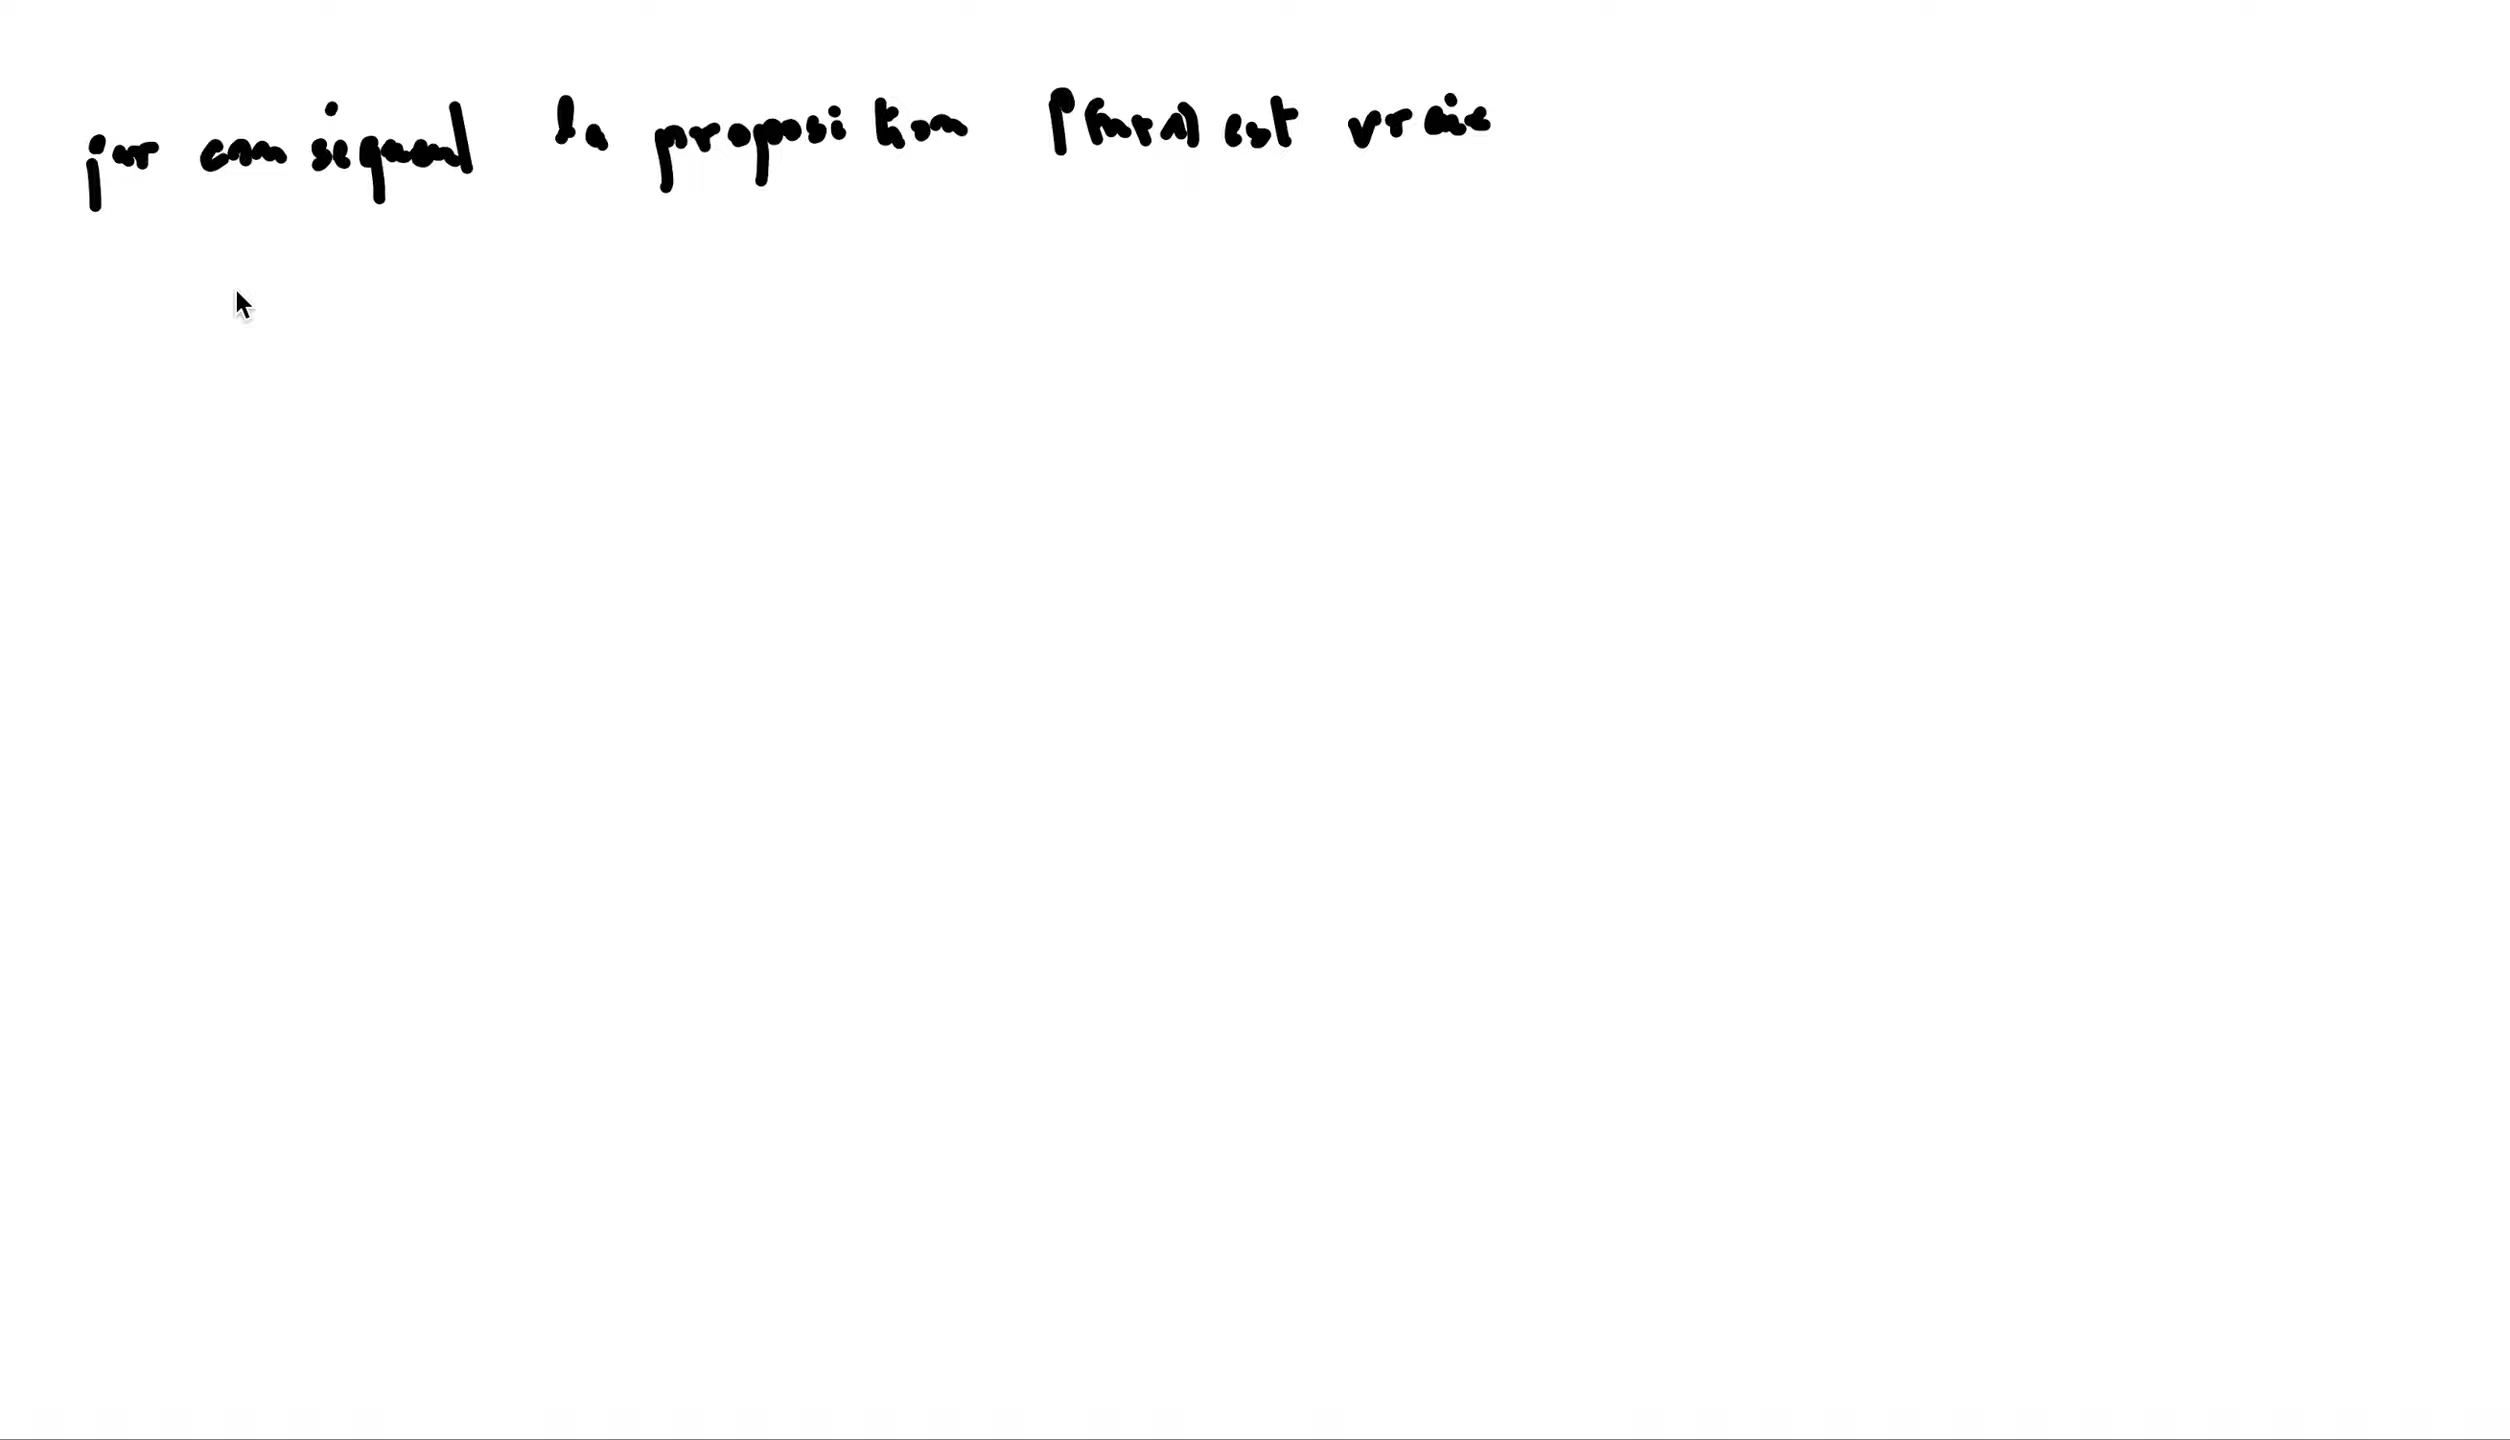 par conséquent la proposition P(n+1) est vraie